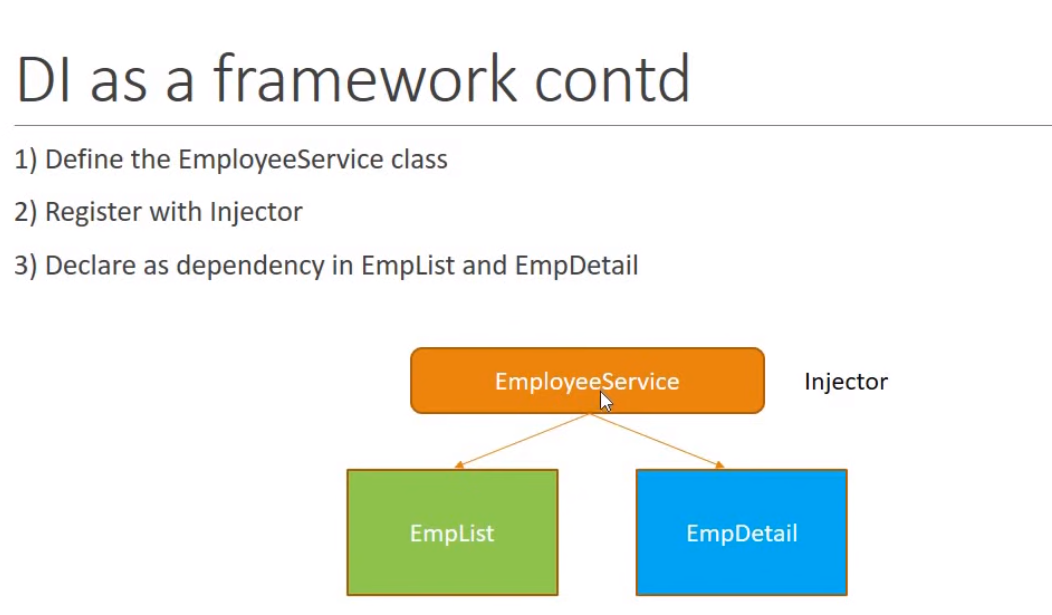 DI as a framework contd
1) Define the EmployeeService class
2) Register with Injector
3) Declare as dependency in EmpList and EmpDetail
EmployeeService
Injector
EmpList
EmpDetail